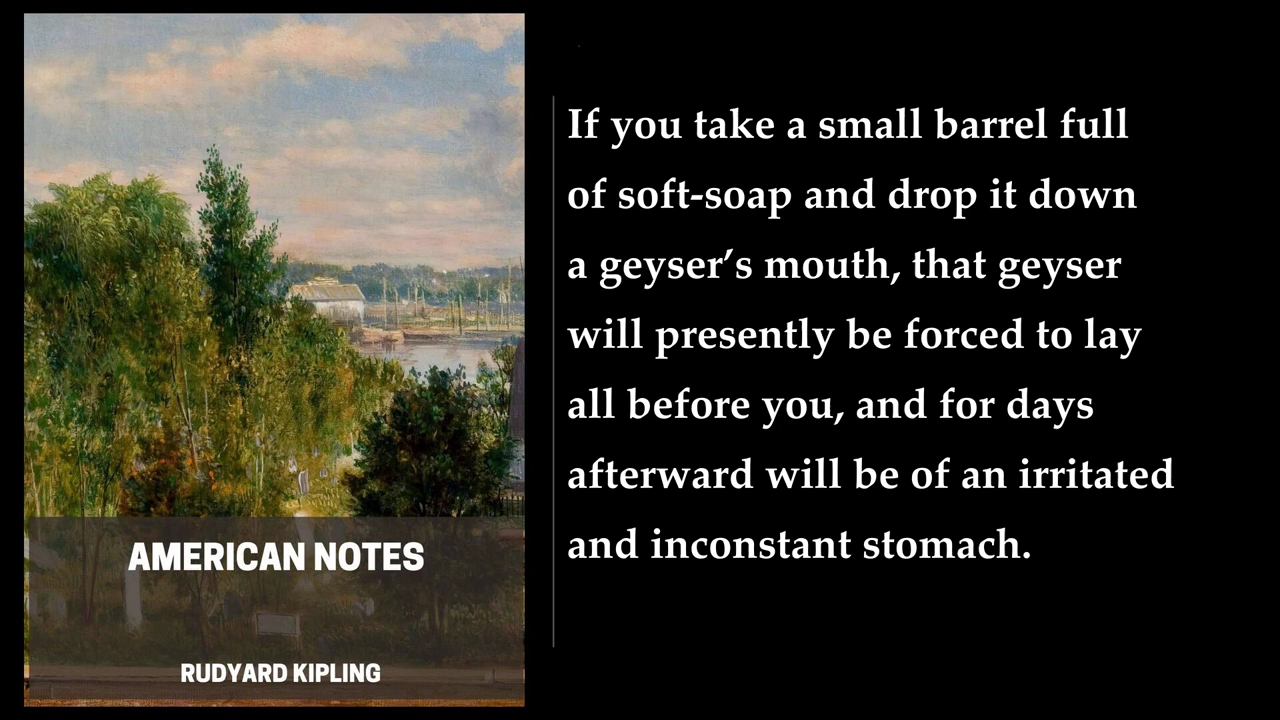 AMERICAN NOTES
RUDYARD KIPLING
If you take a small barrel full
of soft-soap and drop it down
a geyser’s mouth, that geyser
will presently be forced to lay
all before you, and for days
afterward will be of an irritated
and inconstant stomach.